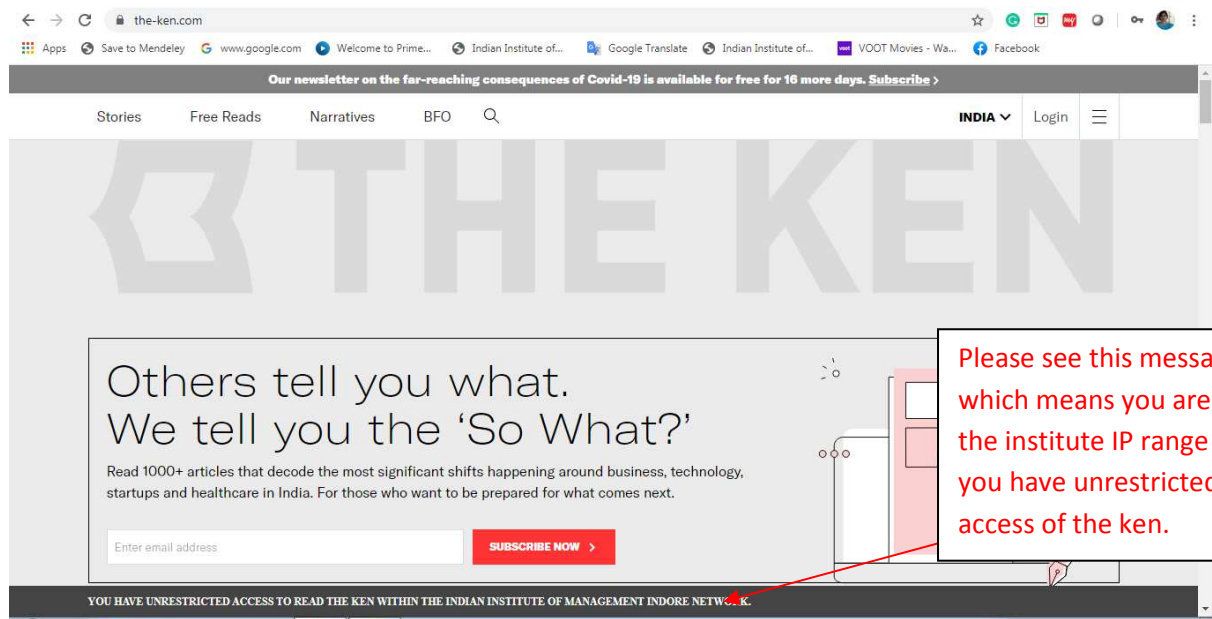 the-ken.com
Apps Save to Mendeley www.google.com Welcome to Prime... Indian Institute of... Google Translate Indian Institute of... VOOT Movies - Wa... Facebook
Our newsletter on the far-reaching consequences of Covid-19 is available for free for 16 more days. Subscribe >
Stories Free Reads Narratives BFO INDIA Login
THE KEN
Others tell you what.
We tell you the ‘So What?’
Read 1000+ articles that decode the most significant shifts happening around business, technology,
startups and healthcare in India. For those who want to be prepared for what comes next.
Enter email address SUBSCRIBE NOW >
Please see this messa
which means you are
the institute IP range
you have unrestricted
access of the ken.
YOU HAVE UNRESTRICTED ACCESS TO READ THE KEN WITHIN THE INDIAN INSTITUTE OF MANAGEMENT INDORE NETWORK.